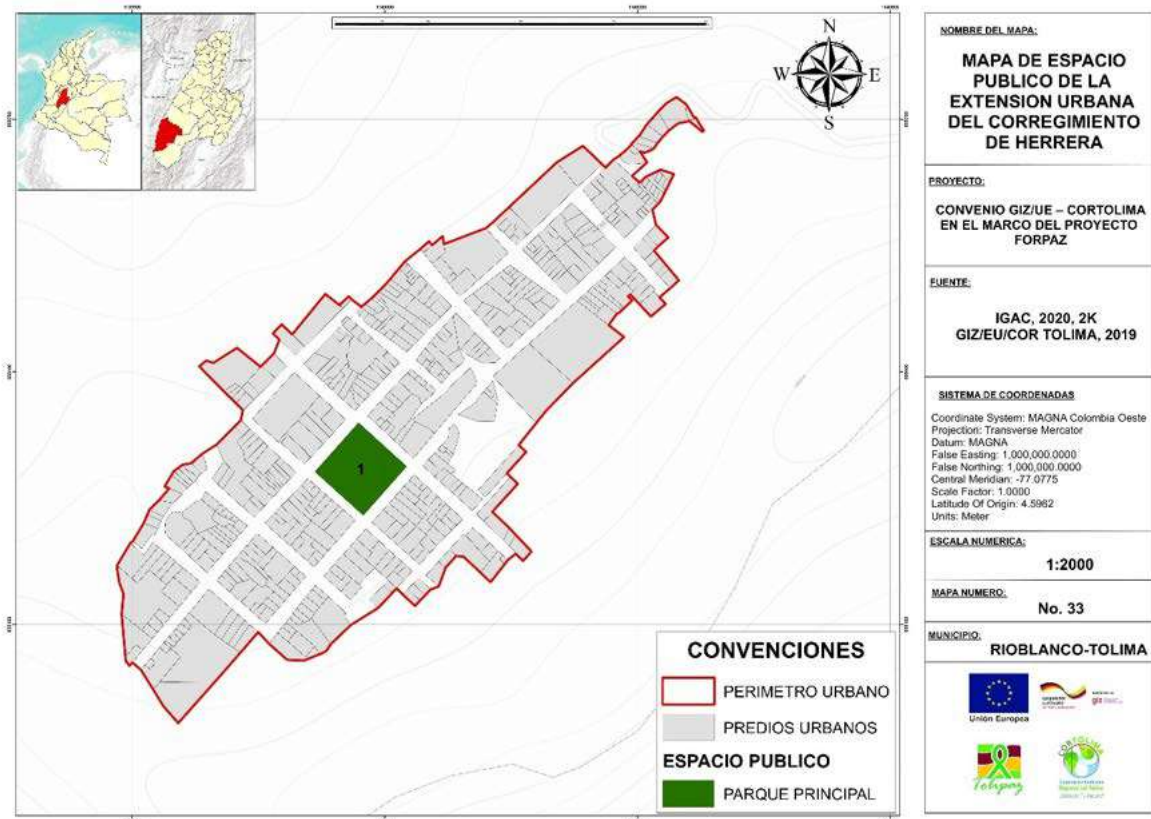 N
W E
S
1
CONVENCIONES
PERIMETRO URBANO
PREDIOS URBANOS
ESPACIO PUBLICO
PARQUE PRINCIPAL
NOMBRE DEL MAPA:
MAPA DE ESPACIO
PUBLICO DE LA
EXTENSION URBANA
DEL CORREGIMIENTO
DE HERRERA
PROYECTO:
CONVENIO GIZ/UE – CORTOLIMA
EN EL MARCO DEL PROYECTO
FORPAZ
FUENTE:
IGAC, 2020, 2K
GIZ/EU/COR TOLIMA, 2019
SISTEMA DE COORDENADAS
Coordinate System: MAGNA Colombia Oeste
Projection: Transverse Mercator
Datum: MAGNA
False Easting: 1,000,000.0000
False Northing: 1,000,000.0000
Central Meridian: -77.0775
Scale Factor: 1.0000
Latitude Of Origin: 4.5962
Units: Meter
ESCALA NUMERICA:
1:2000
MAPA NUMERO:
No. 33
MUNICIPIO:
RIOBLANCO-TOLIMA
Unión Europea
giz
Tolipaz
CORTOLIMA